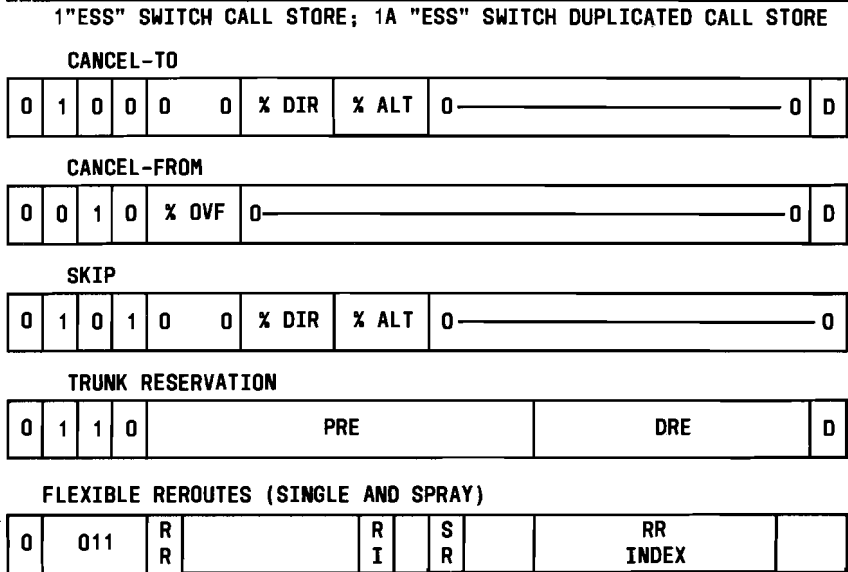 1"ESS" SWITCH CALL STORE; 1A "ESS" SWITCH DUPLICATED CALL STORE
CANCEL-TO
0 1 0 0 0 0 % DIR % ALT 0 0 D
CANCEL-FROM
0 0 1 0 % OVF 0 0 D
SKIP
0 1 0 1 0 0 % DIR % ALT 0 0
TRUNK RESERVATION
0 1 1 0 PRE DRE D
FLEXIBLE REROUTES (SINGLE AND SPRAY)
0 011 R R R I S R RR INDEX